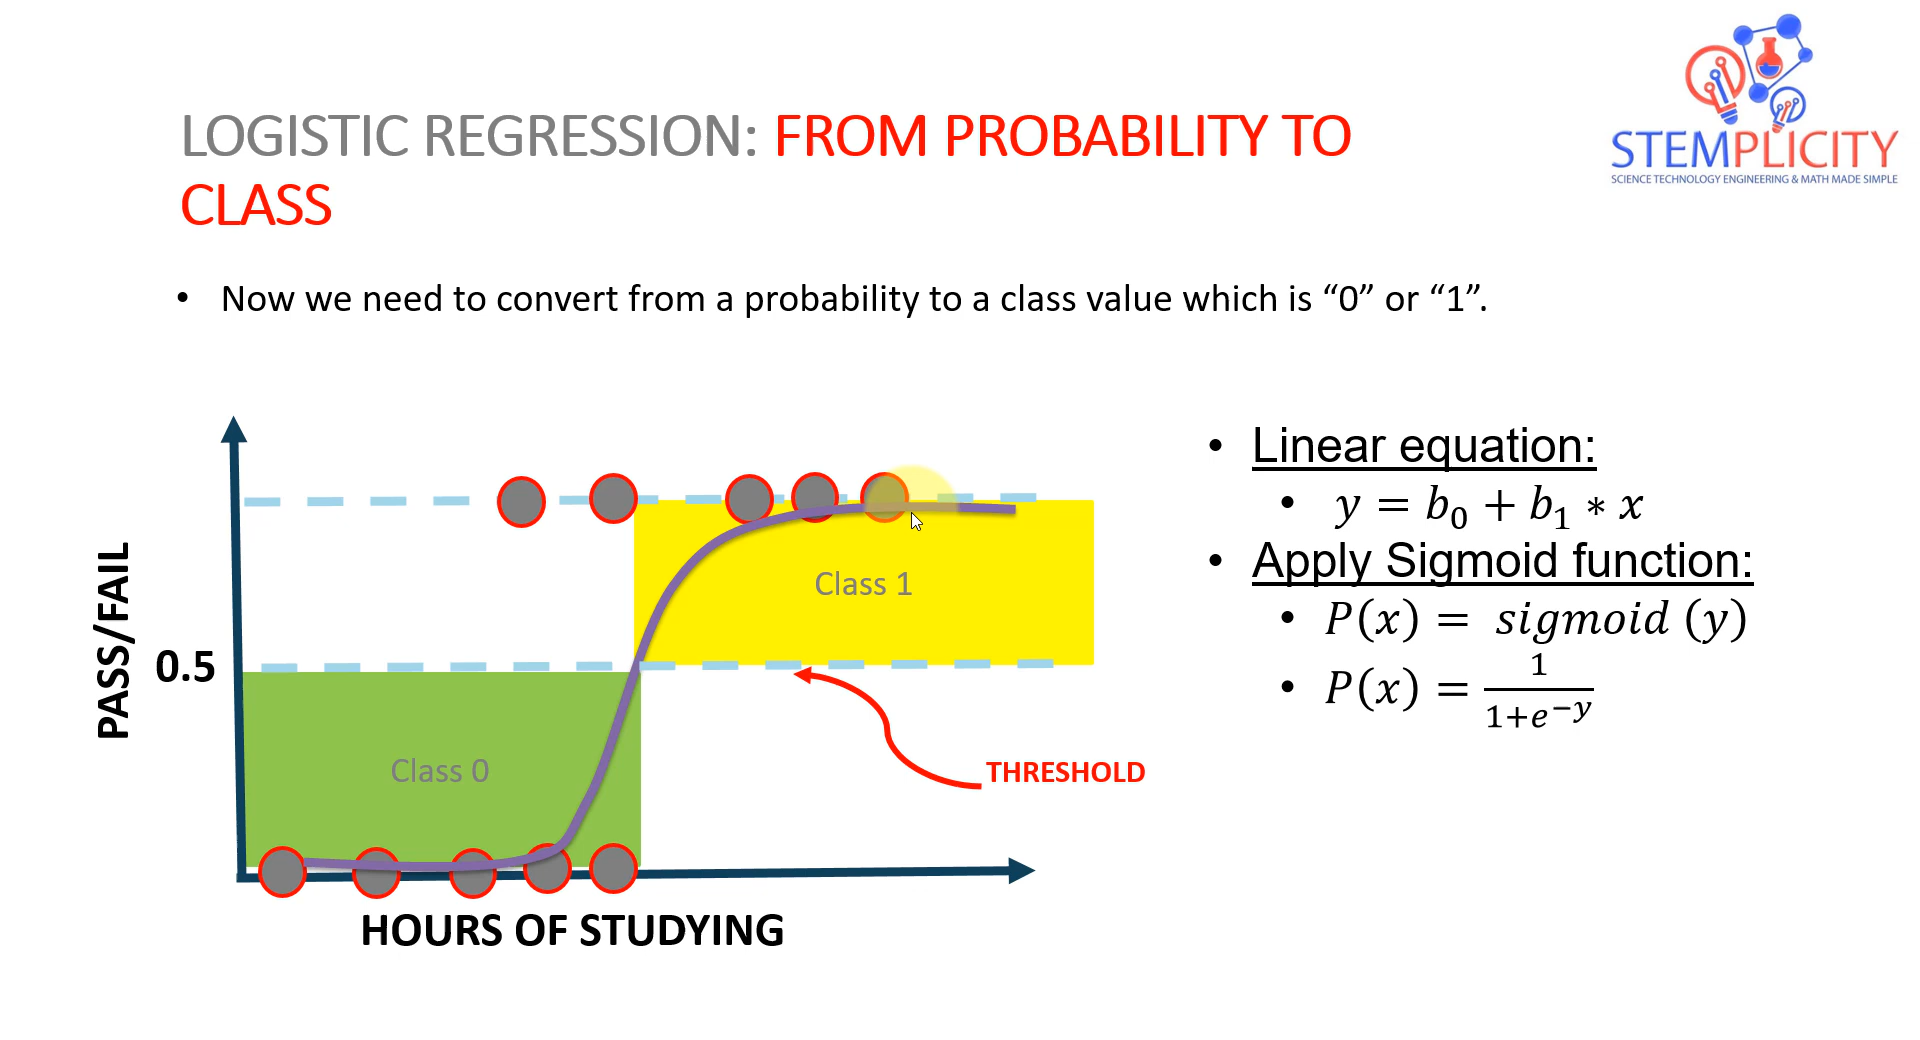 STEMPLICITY
SCIENCE TECHNOLOGY ENGINEERING & MATH MADE SIMPLE
LOGISTIC REGRESSION: FROM PROBABILITY TO
CLASS
• Now we need to convert from a probability to a class value which is “0” or “1”.
PASS/FAIL
0.5
Class 1
Class 0
THRESHOLD
HOURS OF STUDYING
• Linear equation:
• y = b₀ + b₁ ∗ x
• Apply Sigmoid function:
• P(x) = sigmoid (y)
• P(x) = 1/(1+e^−y)